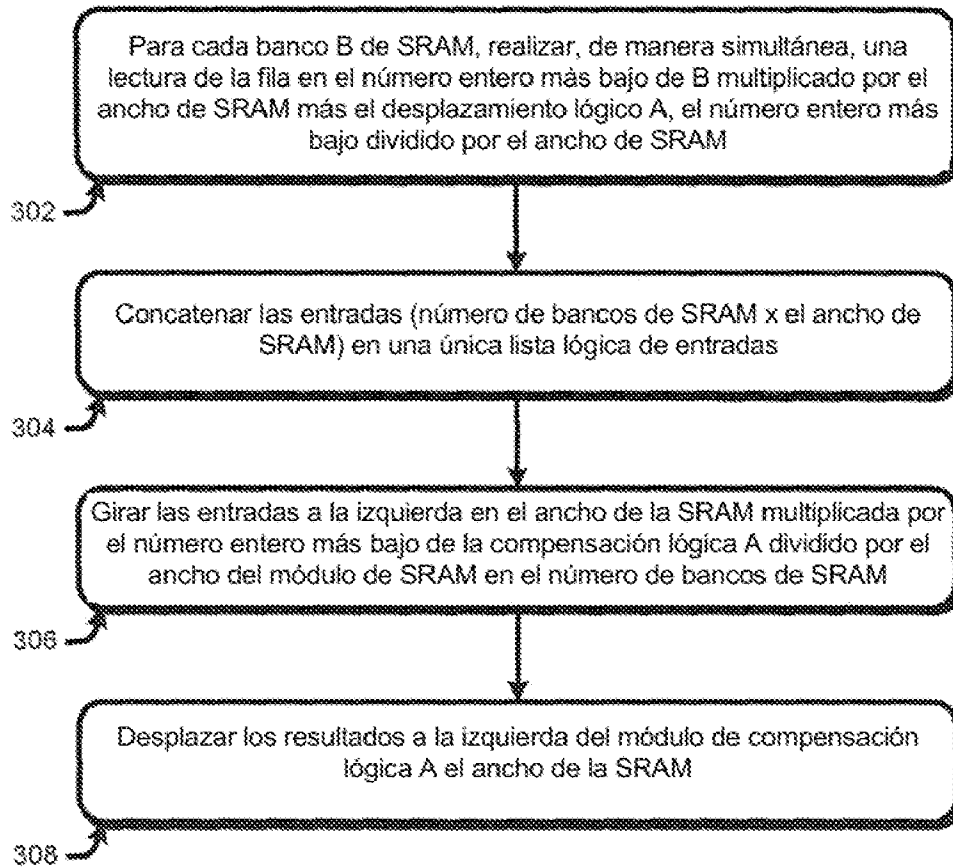 Para cada banco B de SRAM, realizar, de manera simultánea, una
lectura de la fila en el número entero más bajo de B multiplicado por el
ancho de SRAM más el desplazamiento lógico A, el número entero más
bajo dividido por el ancho de SRAM
302
Concatenar las entradas (número de bancos de SRAM x el ancho de
SRAM) en una única lista lógica de entradas
304
Girar las entradas a la izquierda en el ancho de la SRAM multiplicada por
el número entero más bajo de la compensación lógica A dividido por el
ancho del módulo de SRAM en el número de bancos de SRAM
306
Desplazar los resultados a la izquierda del módulo de compensación
lógica A el ancho de la SRAM
308